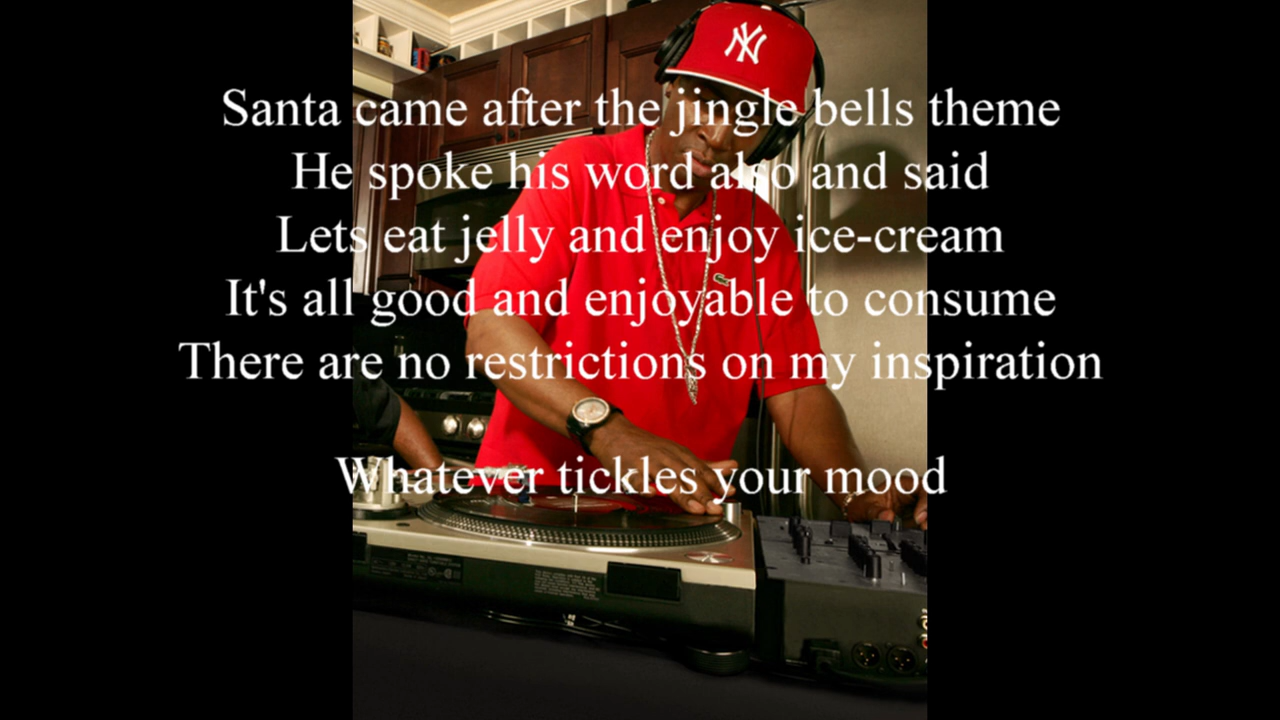 NY
Santa came after the jingle bells theme
He spoke his word also and said
Lets eat jelly and enjoy ice-cream
It's all good and enjoyable to consume
There are no restrictions on my inspiration
Whatever tickles your mood